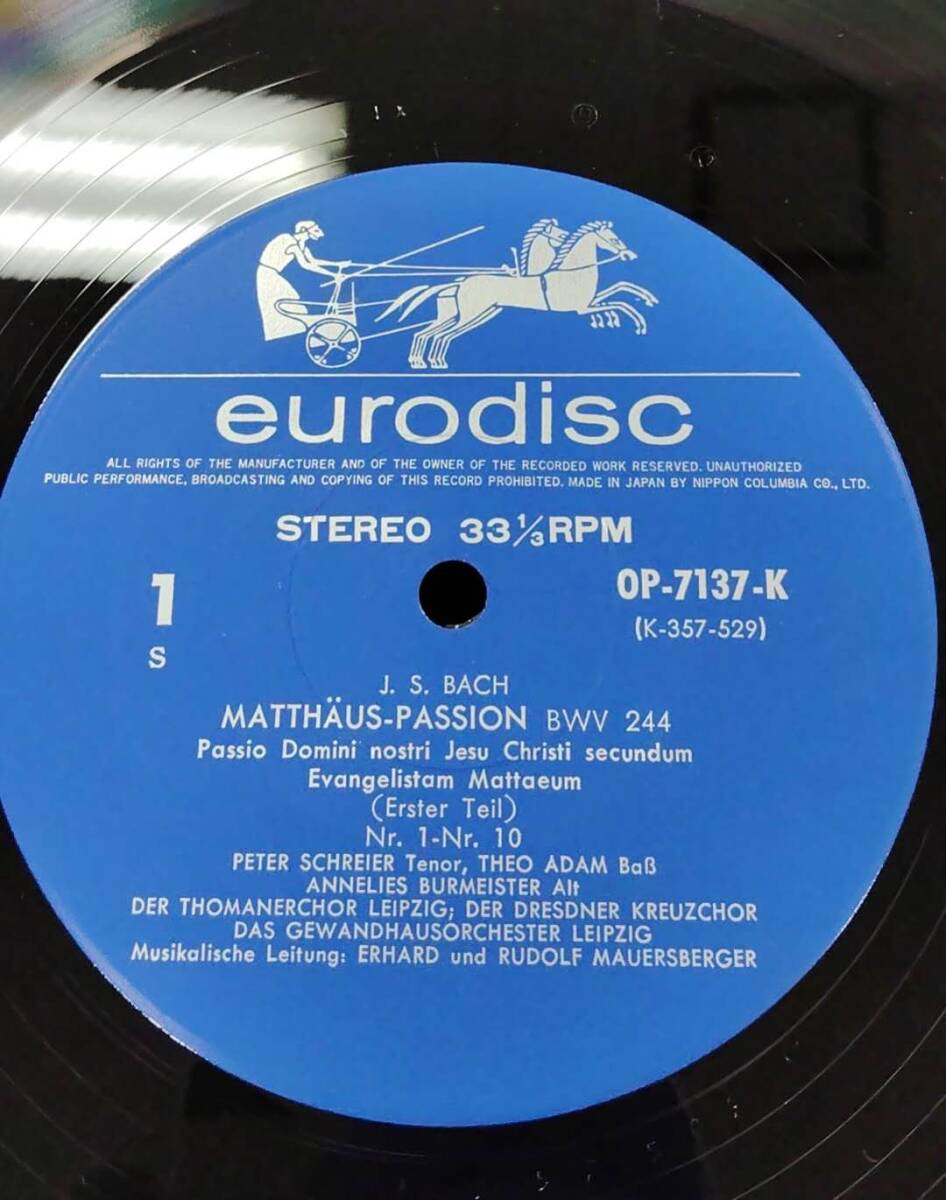 eurodisc
ALL RIGHTS OF THE MANUFACTURER AND OF THE OWNER OF THE RECORDED WORK RESERVED. UNAUTHORIZED
PUBLIC PERFORMANCE, BROADCASTING AND COPYING OF THIS RECORD PROHIBITED. MADE IN JAPAN BY NIPPON COLUMBIA CO., LTD.
STEREO 33 1/3 RPM
1 OP-7137-K
S (K-357-529)
J. S. BACH
MATTHÄUS-PASSION BWV 244
Passio Domini nostri Jesu Christi secundum
Evangelistam Mattaeum
(Erster Teil)
Nr. 1-Nr. 10
PETER SCHREIER Tenor, THEO ADAM Baß
ANNELIES BURMEISTER Alt
DER THOMANERCHOR LEIPZIG; DER DRESDNER KREUZCHOR
DAS GEWANDHAUSORCHESTER LEIPZIG
Musikalische Leitung: ERHARD und RUDOLF MAUERSBERGER